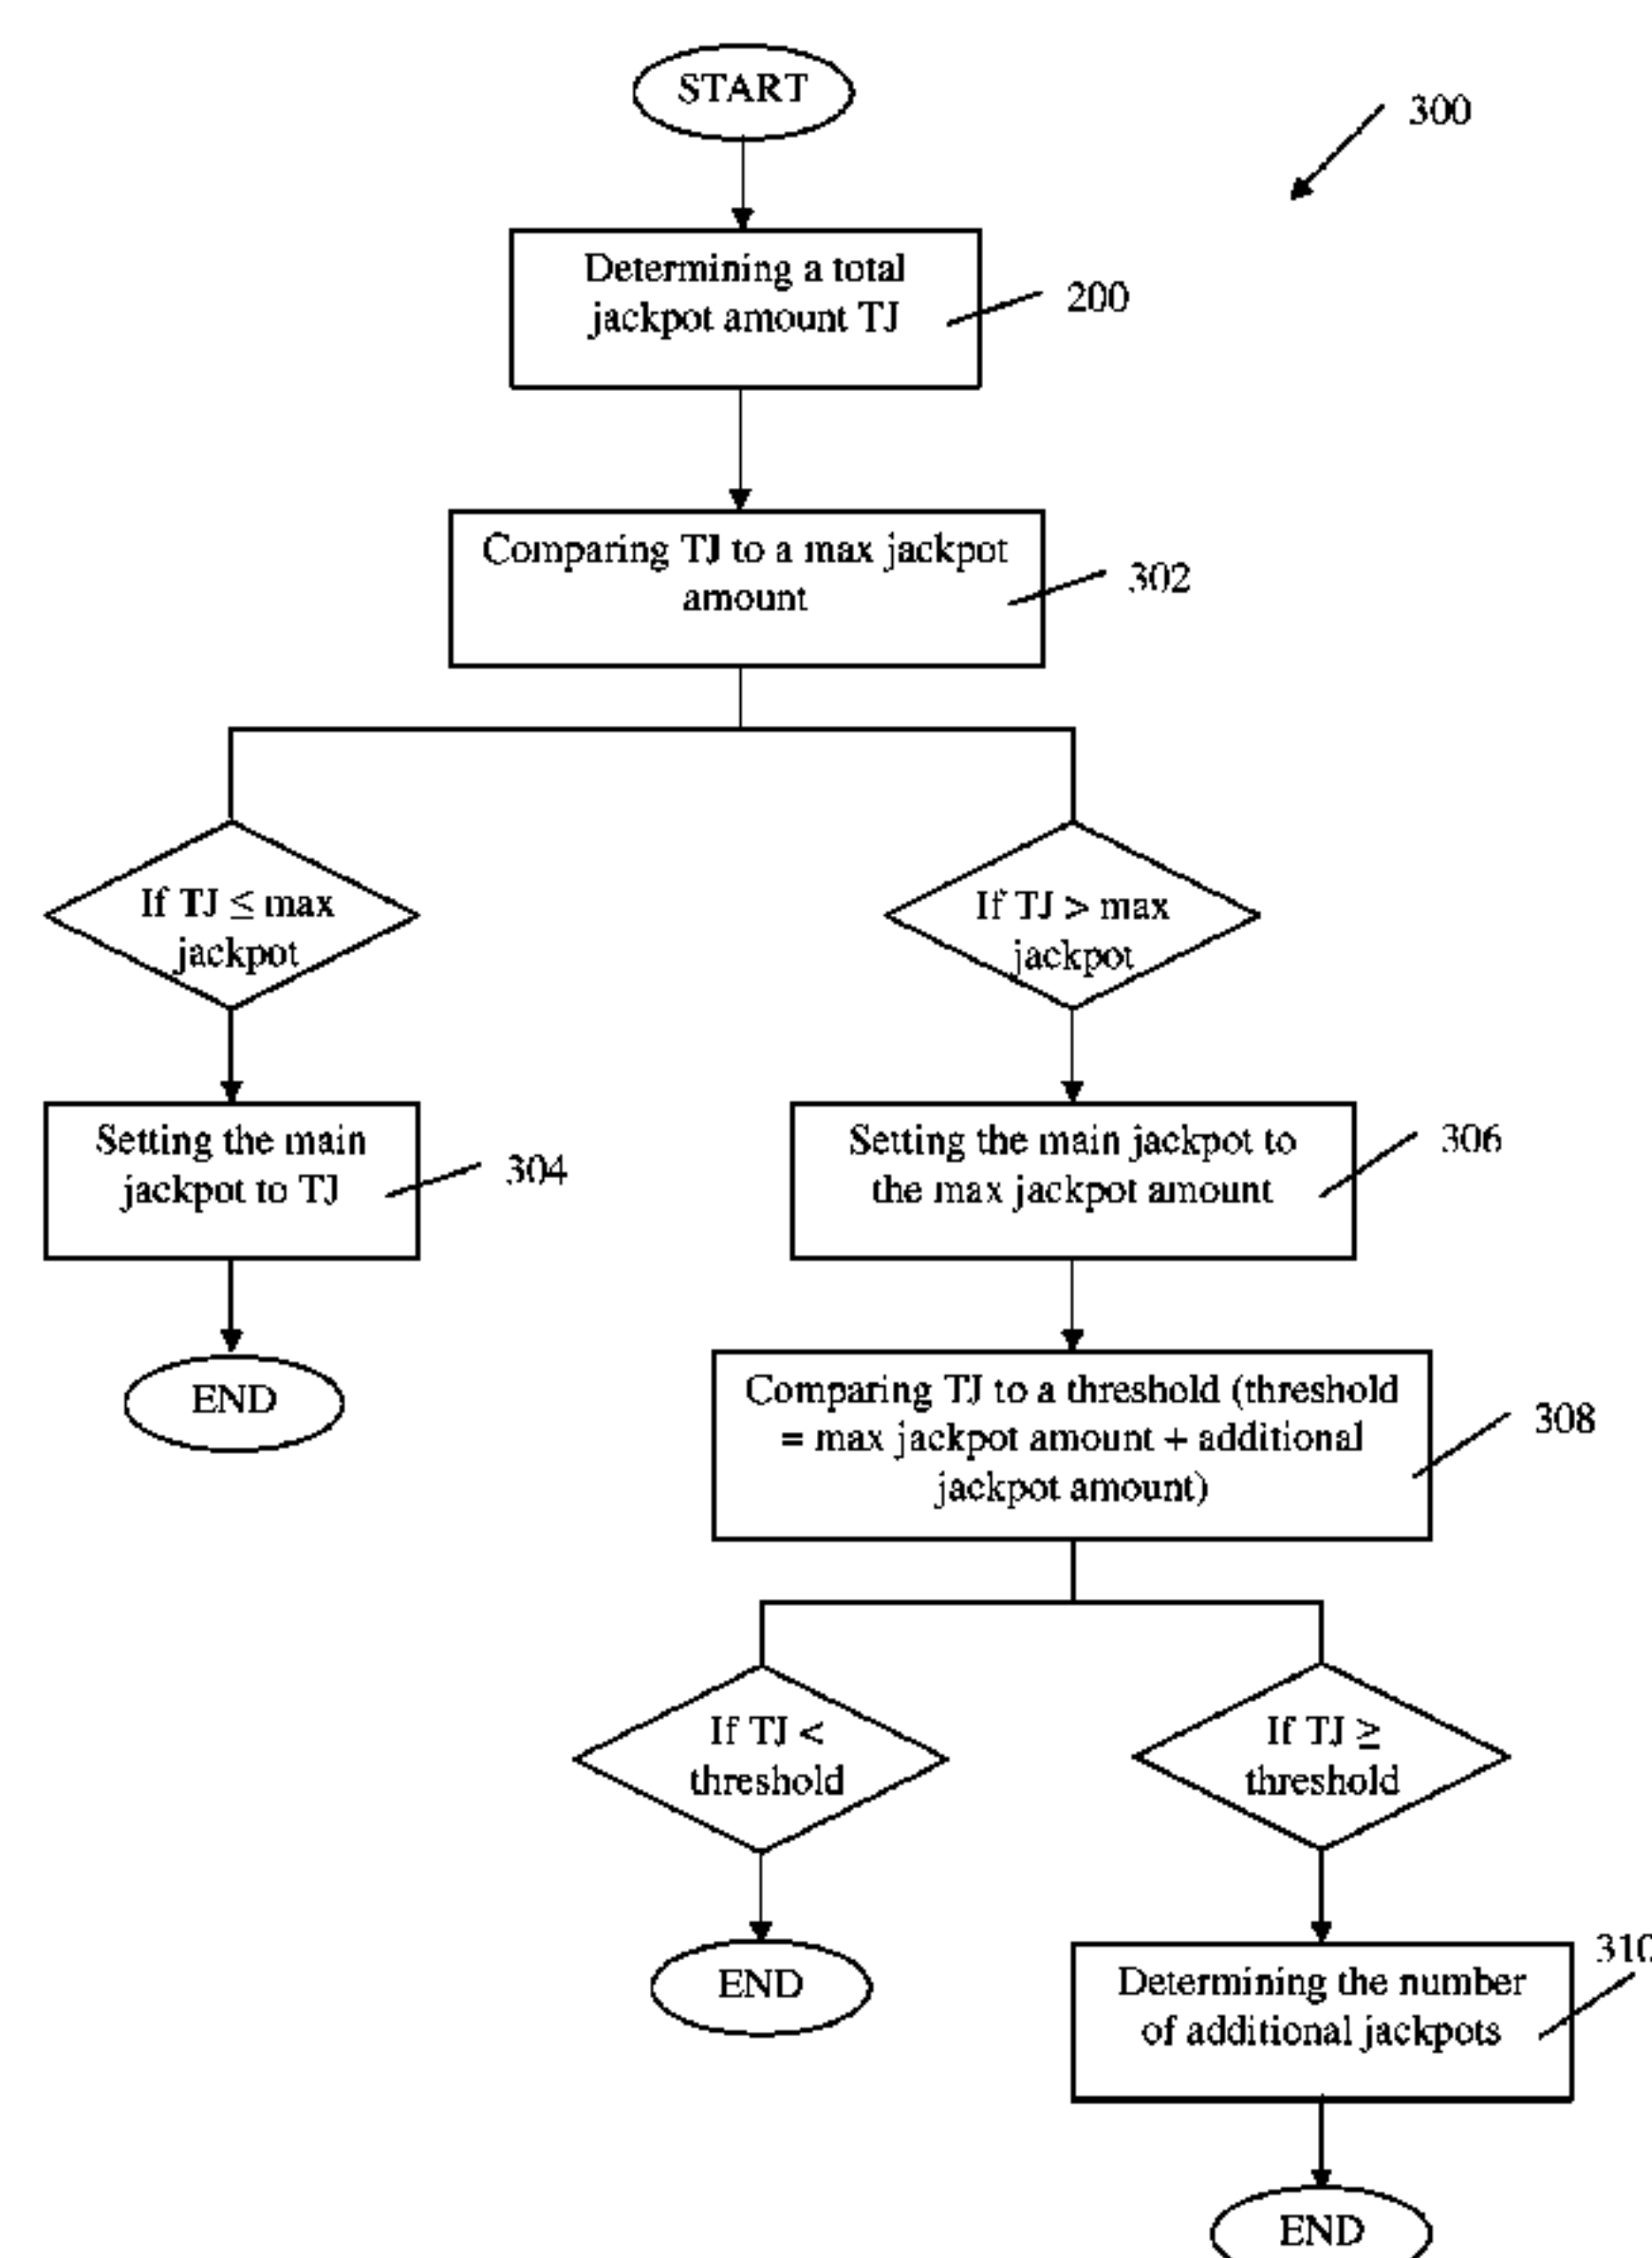 START
300
Determining a total
jackpot amount TJ
200
Comparing TJ to a max jackpot
amount
302
If TJ ≤ max
jackpot
If TJ > max
jackpot
Setting the main
jackpot to TJ
304
Setting the main jackpot to
the max jackpot amount
306
END
Comparing TJ to a threshold (threshold
= max jackpot amount + additional
jackpot amount)
308
If TJ <
threshold
If TJ ≥
threshold
END
310
Determining the number
of additional jackpots
END